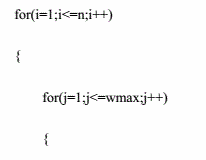 for(i=1;i<=n;i++)
{
for(j=1;j<=wmax;j++)
{